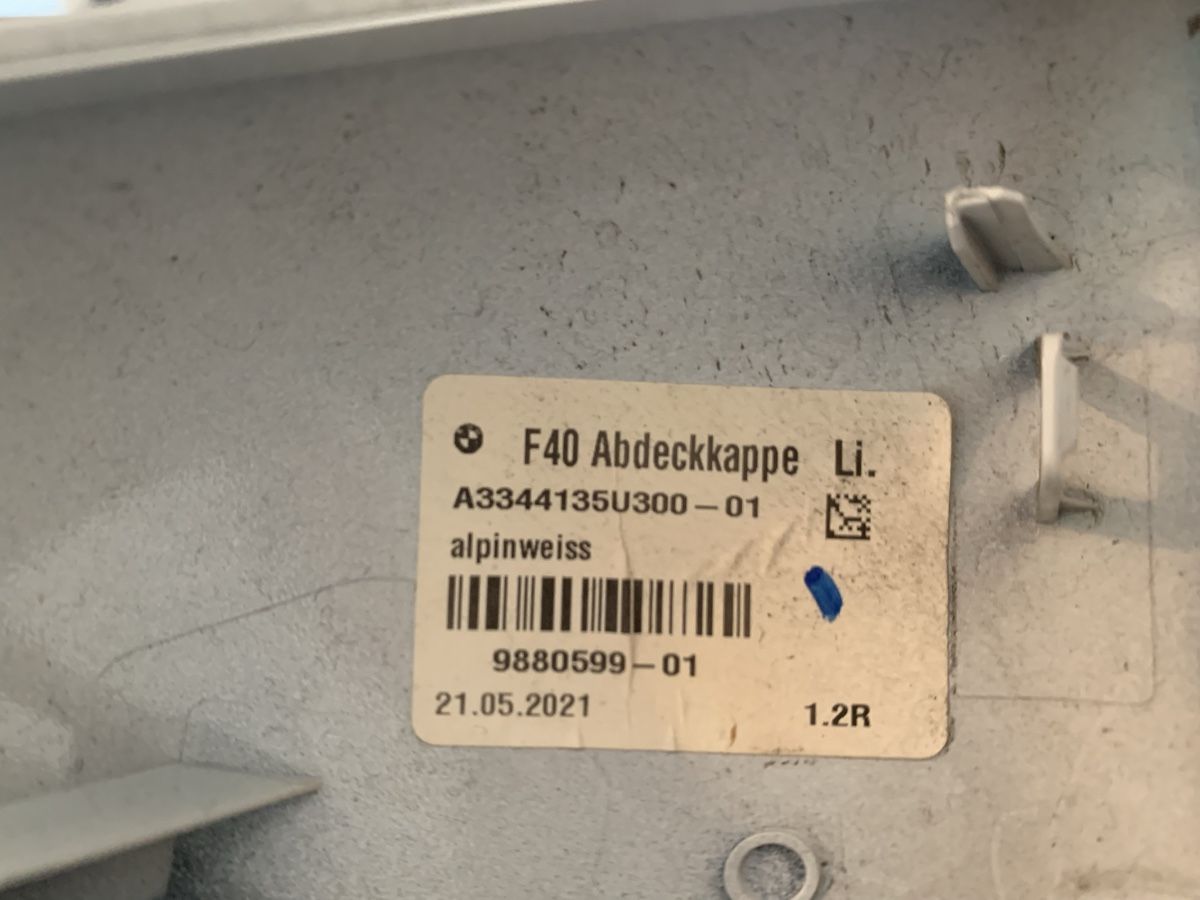 F40 Abdeckkappe Li.
A3344135U300-01
alpinweiss
9880599-01
21.05.2021 1.2R